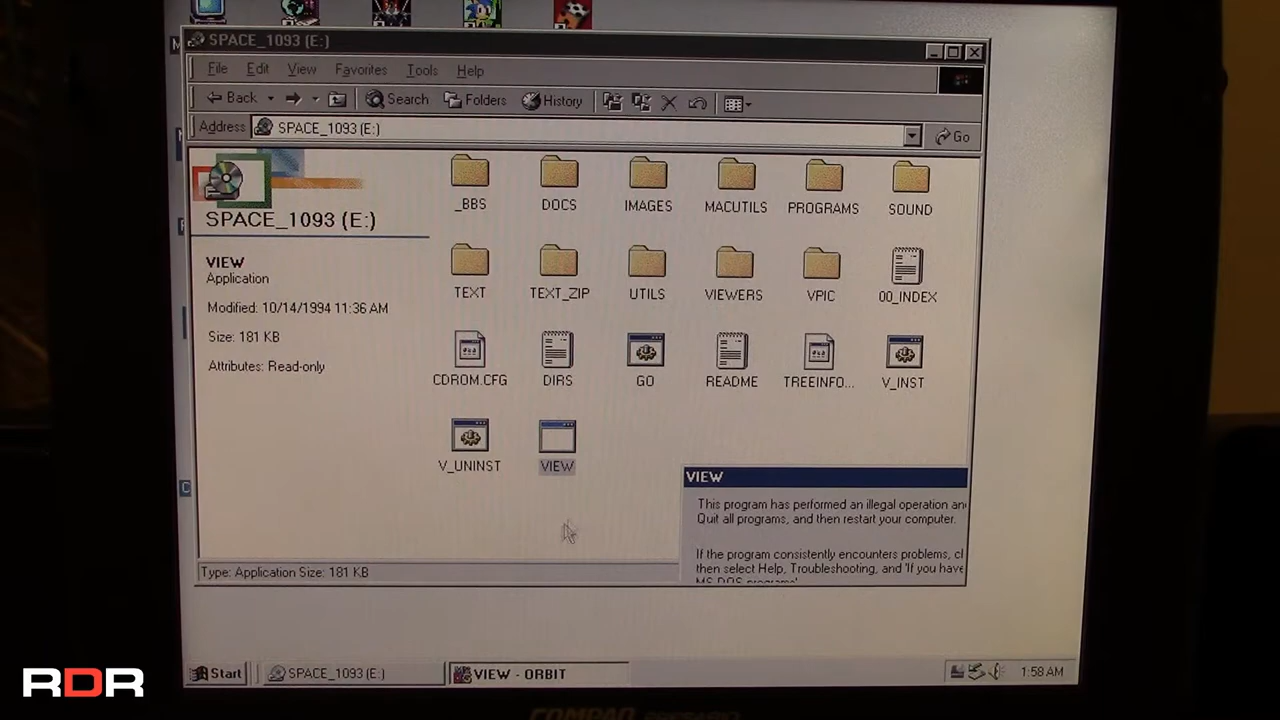 SPACE_1093 (E:)
File Edit View Favorites Tools Help
Back Search Folders History
Address SPACE_1093 (E:) Go
SPACE_1093 (E:)
VIEW
Application
Modified: 10/14/1994 11:36 AM
Size: 181 KB
Attributes: Read-only
_BBS DOCS IMAGES MACUTILS PROGRAMS SOUND
TEXT TEXT_ZIP UTILS VIEWERS VPIC 00_INDEX
CDROM.CFG DIRS GO README TREEINFO... V_INST
V_UNINST VIEW
VIEW
This program has performed an illegal operation an
Quit all programs, and then restart your computer.
If the program consistently encounters problems, cl
then select Help, Troubleshooting, and 'If you have
MS-DOS programs'
Type: Application Size: 181 KB
Start SPACE_1093 (E:) VIEW - ORBIT 1:58 AM
RDR
COMPAQ PRESARIO